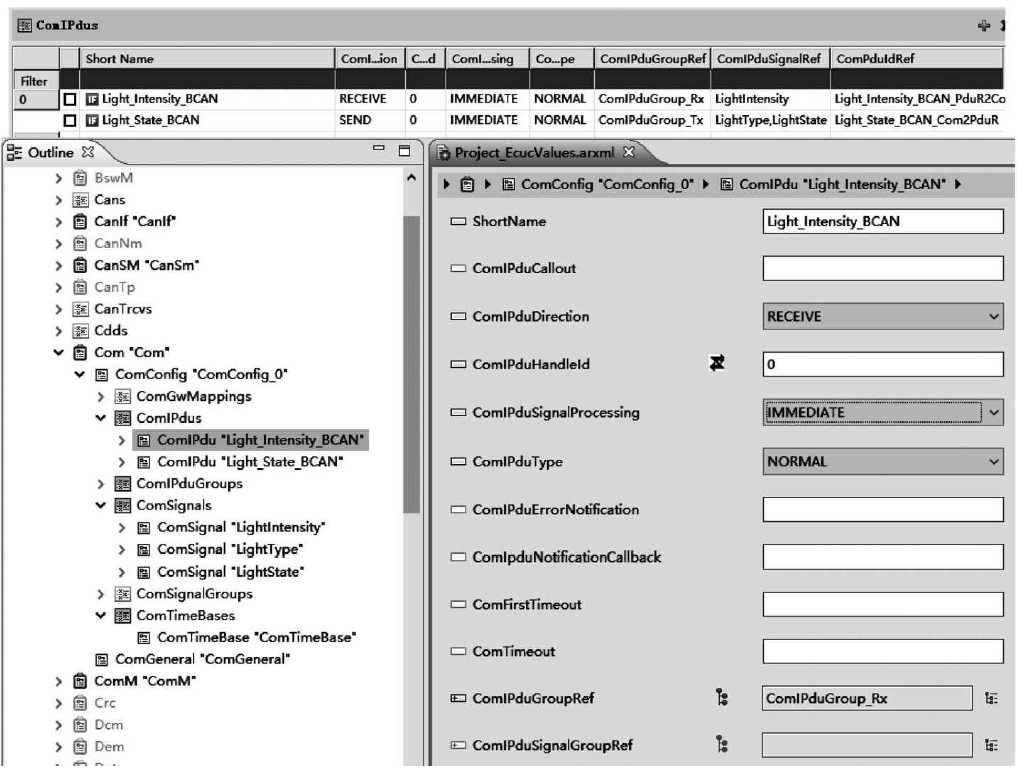 ComIPdus
Short Name ComI...ion C...d ComI...sing Co...pe ComIPduGroupRef ComIPduSignalRef ComPduIdRef
Filter
0 Light_Intensity_BCAN RECEIVE 0 IMMEDIATE NORMAL ComIPduGroup_Rx LightIntensity Light_Intensity_BCAN_PduR2Co
Light_State_BCAN SEND 0 IMMEDIATE NORMAL ComIPduGroup_Tx LightType,LightState Light_State_BCAN_Com2PduR
Outline
BswM
Cans
CanIf "CanIf"
CanNm
CanSM "CanSm"
CanTp
CanTrcvs
Cdds
Com "Com"
ComConfig "ComConfig_0"
ComGwMappings
ComIPdus
ComIPdu "Light_Intensity_BCAN"
ComIPdu "Light_State_BCAN"
ComIPduGroups
ComSignals
ComSignal "LightIntensity"
ComSignal "LightType"
ComSignal "LightState"
ComSignalGroups
ComTimeBases
ComTimeBase "ComTimeBase"
ComGeneral "ComGeneral"
ComM "ComM"
Crc
Dcm
Dem
Project_EcucValues.arxml
ComConfig "ComConfig_0" ComIPdu "Light_Intensity_BCAN"
ShortName Light_Intensity_BCAN
ComIPduCallout
ComIPduDirection RECEIVE
ComIPduHandleId 0
ComIPduSignalProcessing IMMEDIATE
ComIPduType NORMAL
ComIPduErrorNotification
ComIpduNotificationCallback
ComFirstTimeout
ComTimeout
ComIPduGroupRef ComIPduGroup_Rx
ComIPduSignalGroupRef